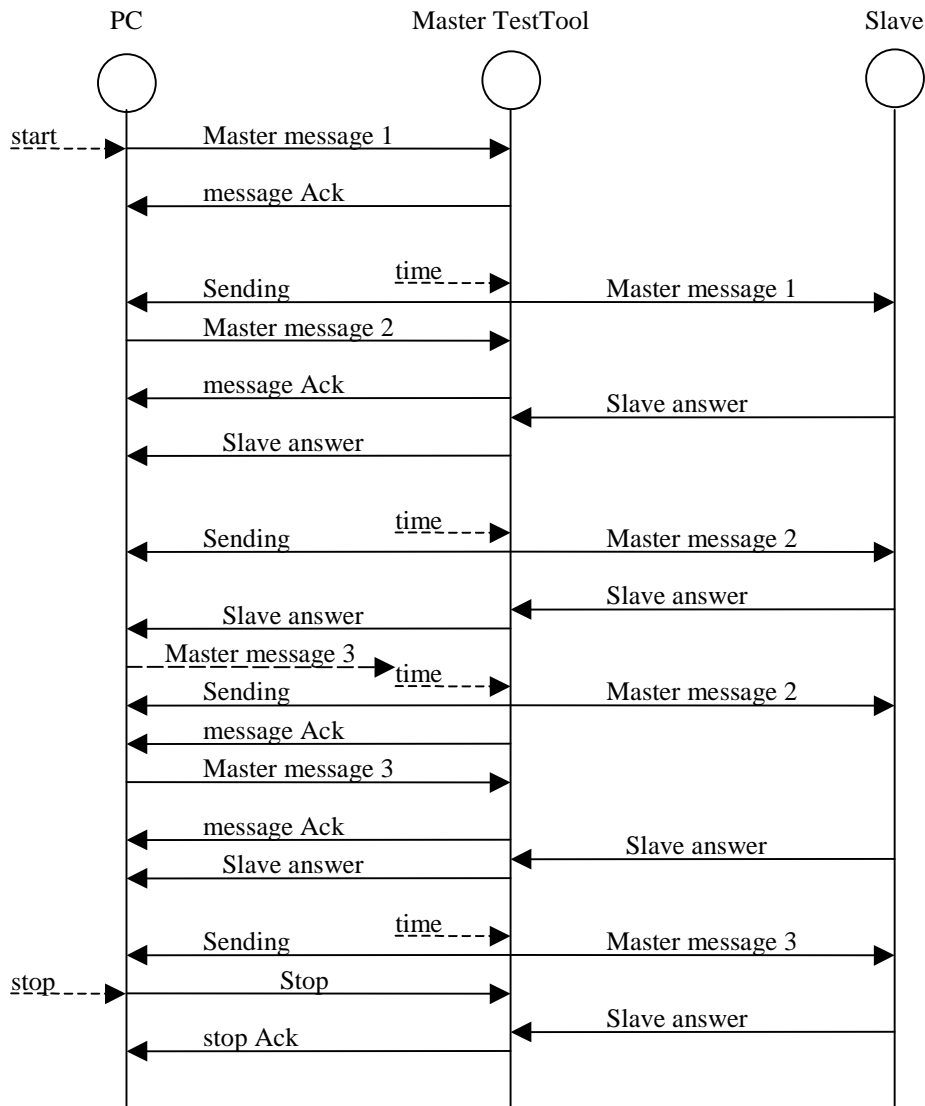 PC
Master TestTool
Slave
start
Master message 1
message Ack
time
Sending
Master message 1
Master message 2
message Ack
Slave answer
Slave answer
time
Sending
Master message 2
Slave answer
Slave answer
Master message 3
time
Sending
Master message 2
message Ack
Master message 3
message Ack
Slave answer
Slave answer
time
Sending
Master message 3
stop
Stop
Slave answer
stop Ack